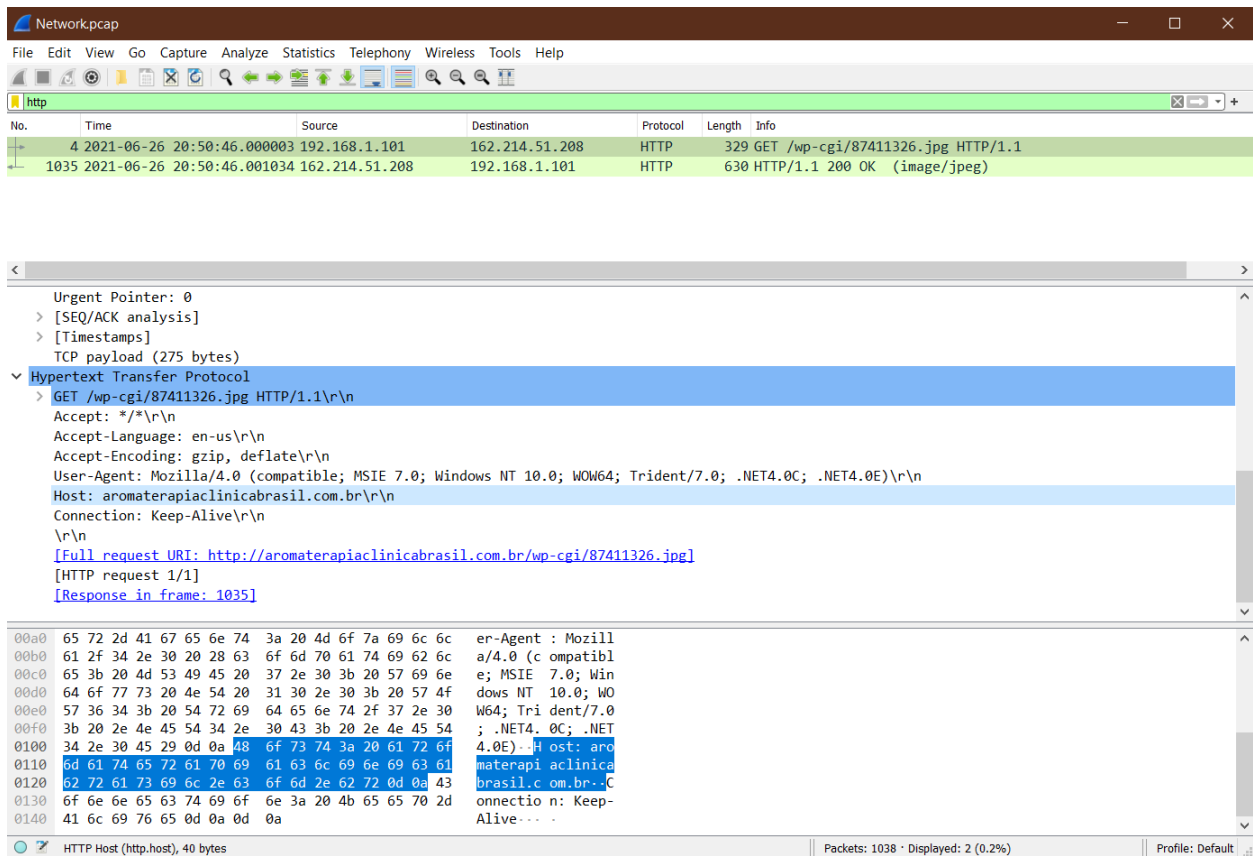 Network.pcap
File Edit View Go Capture Analyze Statistics Telephony Wireless Tools Help
http
No. Time Source Destination Protocol Length Info
4 2021-06-26 20:50:46.000003 192.168.1.101 162.214.51.208 HTTP 329 GET /wp-cgi/87411326.jpg HTTP/1.1
1035 2021-06-26 20:50:46.001034 162.214.51.208 192.168.1.101 HTTP 630 HTTP/1.1 200 OK (image/jpeg)
Urgent Pointer: 0
[SEQ/ACK analysis]
[Timestamps]
TCP payload (275 bytes)
Hypertext Transfer Protocol
GET /wp-cgi/87411326.jpg HTTP/1.1\r\n
Accept: */*\r\n
Accept-Language: en-us\r\n
Accept-Encoding: gzip, deflate\r\n
User-Agent: Mozilla/4.0 (compatible; MSIE 7.0; Windows NT 10.0; WOW64; Trident/7.0; .NET4.0C; .NET4.0E)\r\n
Host: aromaterapiaclinicabrasil.com.br\r\n
Connection: Keep-Alive\r\n
\r\n
[Full request URI: http://aromaterapiaclinicabrasil.com.br/wp-cgi/87411326.jpg]
[HTTP request 1/1]
[Response in frame: 1035]
00a0 65 72 2d 41 67 65 6e 74 3a 20 4d 6f 7a 69 6c 6c er-Agent : Mozill
00b0 61 2f 34 2e 30 20 28 63 6f 6d 70 61 74 69 62 6c a/4.0 (c ompatibl
00c0 65 3b 20 4d 53 49 45 20 37 2e 30 3b 20 57 69 6e e; MSIE 7.0; Win
00d0 64 6f 77 73 20 4e 54 20 31 30 2e 30 3b 20 57 4f dows NT 10.0; WO
00e0 57 36 34 3b 20 54 72 69 64 65 6e 74 2f 37 2e 30 W64; Tri dent/7.0
00f0 3b 20 2e 4e 45 54 34 2e 30 43 3b 20 2e 4e 45 54 ; .NET4. 0C; .NET
0100 34 2e 30 45 29 0d 0a 48 6f 73 74 3a 20 61 72 6f 4.0E)··H ost: aro
0110 6d 61 74 65 72 61 70 69 61 63 6c 69 6e 69 63 61 materapi aclinica
0120 62 72 61 73 69 6c 2e 63 6f 6d 2e 62 72 0d 0a 43 brasil.c om.br··C
0130 6f 6e 6e 65 63 74 69 6f 6e 3a 20 4b 65 65 70 2d onnectio n: Keep-
0140 41 6c 69 76 65 0d 0a 0d 0a Alive··· ·
HTTP Host (http.host), 40 bytes Packets: 1038 · Displayed: 2 (0.2%) Profile: Default